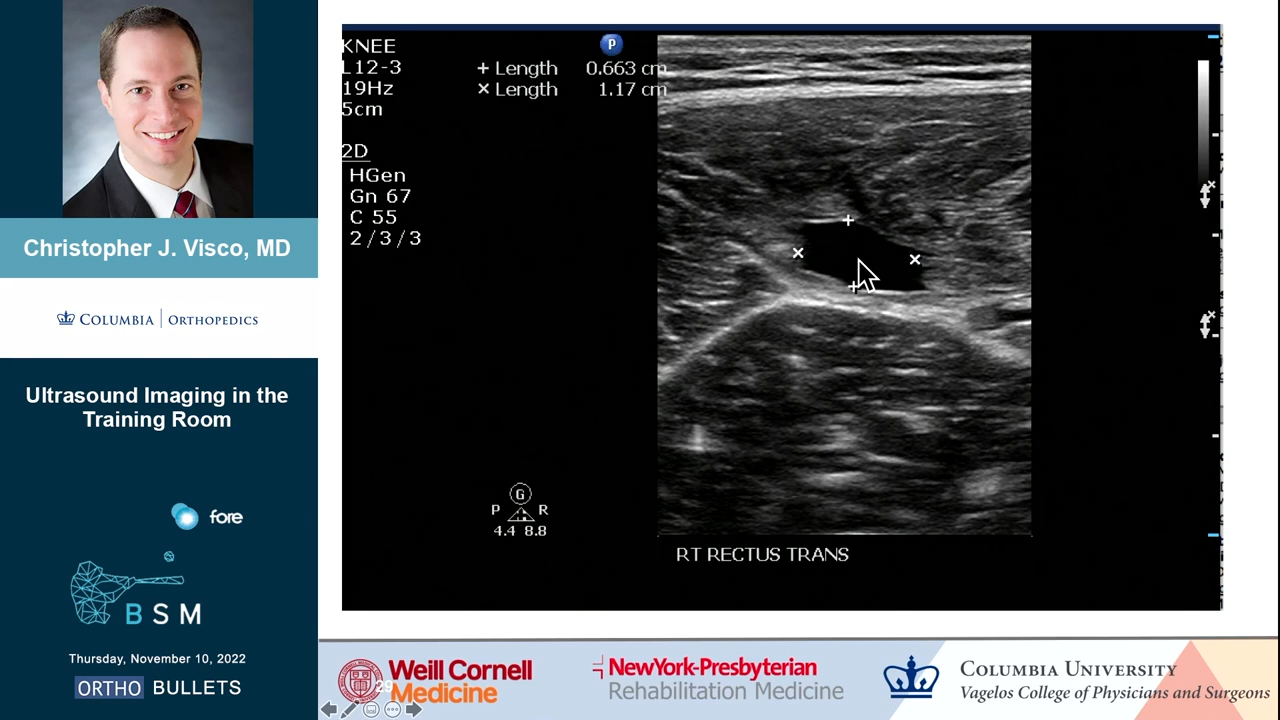 Christopher J. Visco, MD
COLUMBIA | ORTHOPEDICS
Ultrasound Imaging in the
Training Room
fore
BSM
Thursday, November 10, 2022
ORTHO BULLETS
KNEE
L12-3
19Hz
5cm
2D
HGen
Gn 67
C 55
2/3/3
P
+ Length 0.663 cm
× Length 1.17 cm
G
P R
4.4 8.8
RT RECTUS TRANS
Weill Cornell
Medicine
NewYork-Presbyterian
Rehabilitation Medicine
COLUMBIA UNIVERSITY
Vagelos College of Physicians and Surgeons